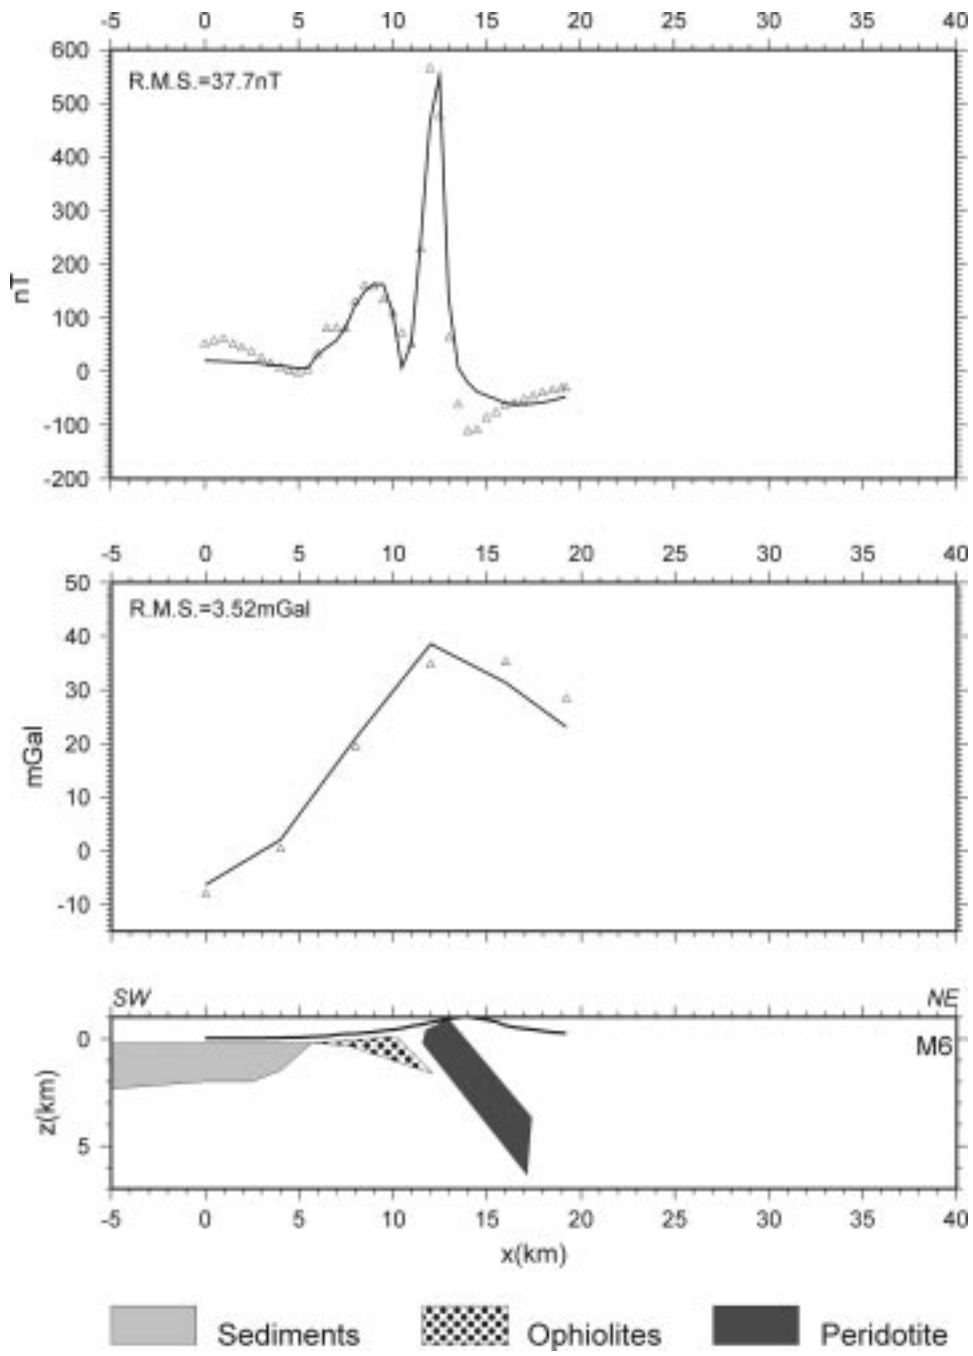 -5 0 5 10 15 20 25 30 35 40
600
R.M.S.=37.7nT
500
400
300
200
nT
100
0
-100
-200
-5 0 5 10 15 20 25 30 35 40
50
R.M.S.=3.52mGal
40
30
20
mGal
10
0
-10
SW NE
0 M6
z(km)
5
-5 0 5 10 15 20 25 30 35 40
x(km)
Sediments Ophiolites Peridotite